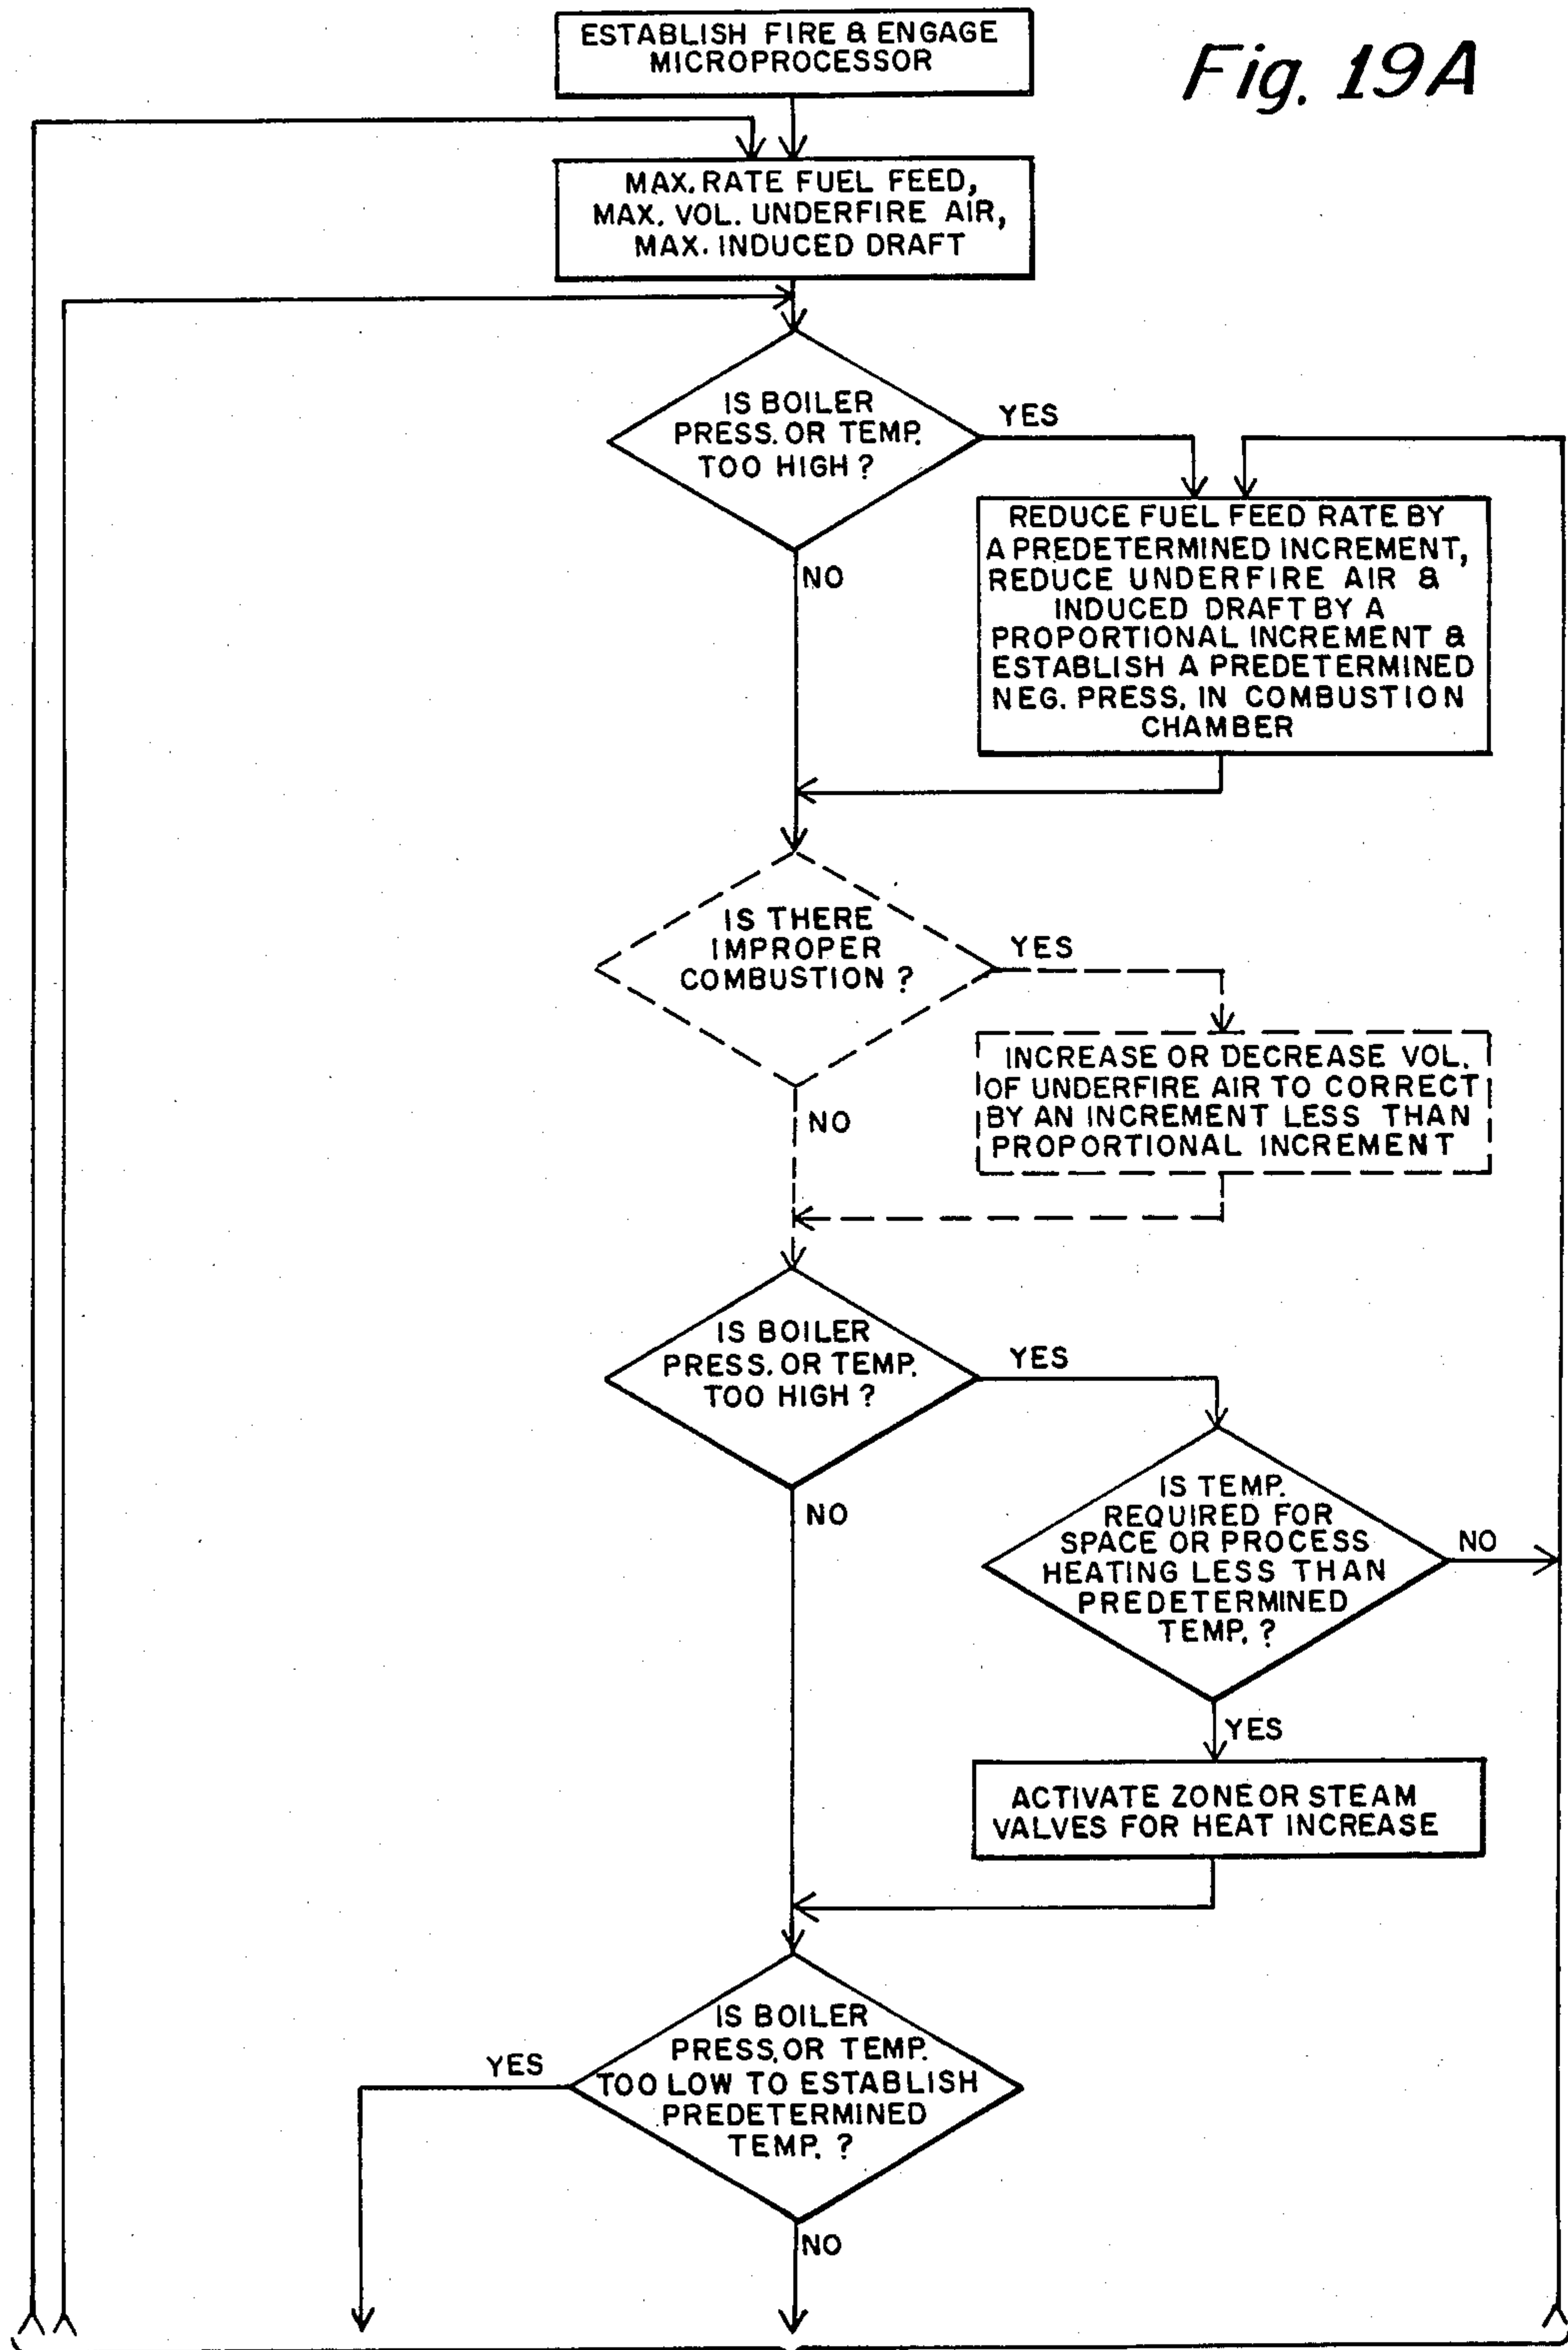 ESTABLISH FIRE & ENGAGE
MICROPROCESSOR
Fig. 19A
MAX. RATE FUEL FEED,
MAX. VOL. UNDERFIRE AIR,
MAX. INDUCED DRAFT
IS BOILER
PRESS. OR TEMP.
TOO HIGH ?
YES
NO
REDUCE FUEL FEED RATE BY
A PREDETERMINED INCREMENT,
REDUCE UNDERFIRE AIR &
INDUCED DRAFT BY A
PROPORTIONAL INCREMENT &
ESTABLISH A PREDETERMINED
NEG. PRESS. IN COMBUSTION
CHAMBER
IS THERE
IMPROPER
COMBUSTION ?
YES
NO
INCREASE OR DECREASE VOL.
OF UNDERFIRE AIR TO CORRECT
BY AN INCREMENT LESS THAN
PROPORTIONAL INCREMENT
IS BOILER
PRESS. OR TEMP.
TOO HIGH ?
YES
NO
IS TEMP.
REQUIRED FOR
SPACE OR PROCESS
HEATING LESS THAN
PREDETERMINED
TEMP. ?
NO
YES
ACTIVATE ZONE OR STEAM
VALVES FOR HEAT INCREASE
IS BOILER
PRESS. OR TEMP.
TOO LOW TO ESTABLISH
PREDETERMINED
TEMP. ?
YES
NO